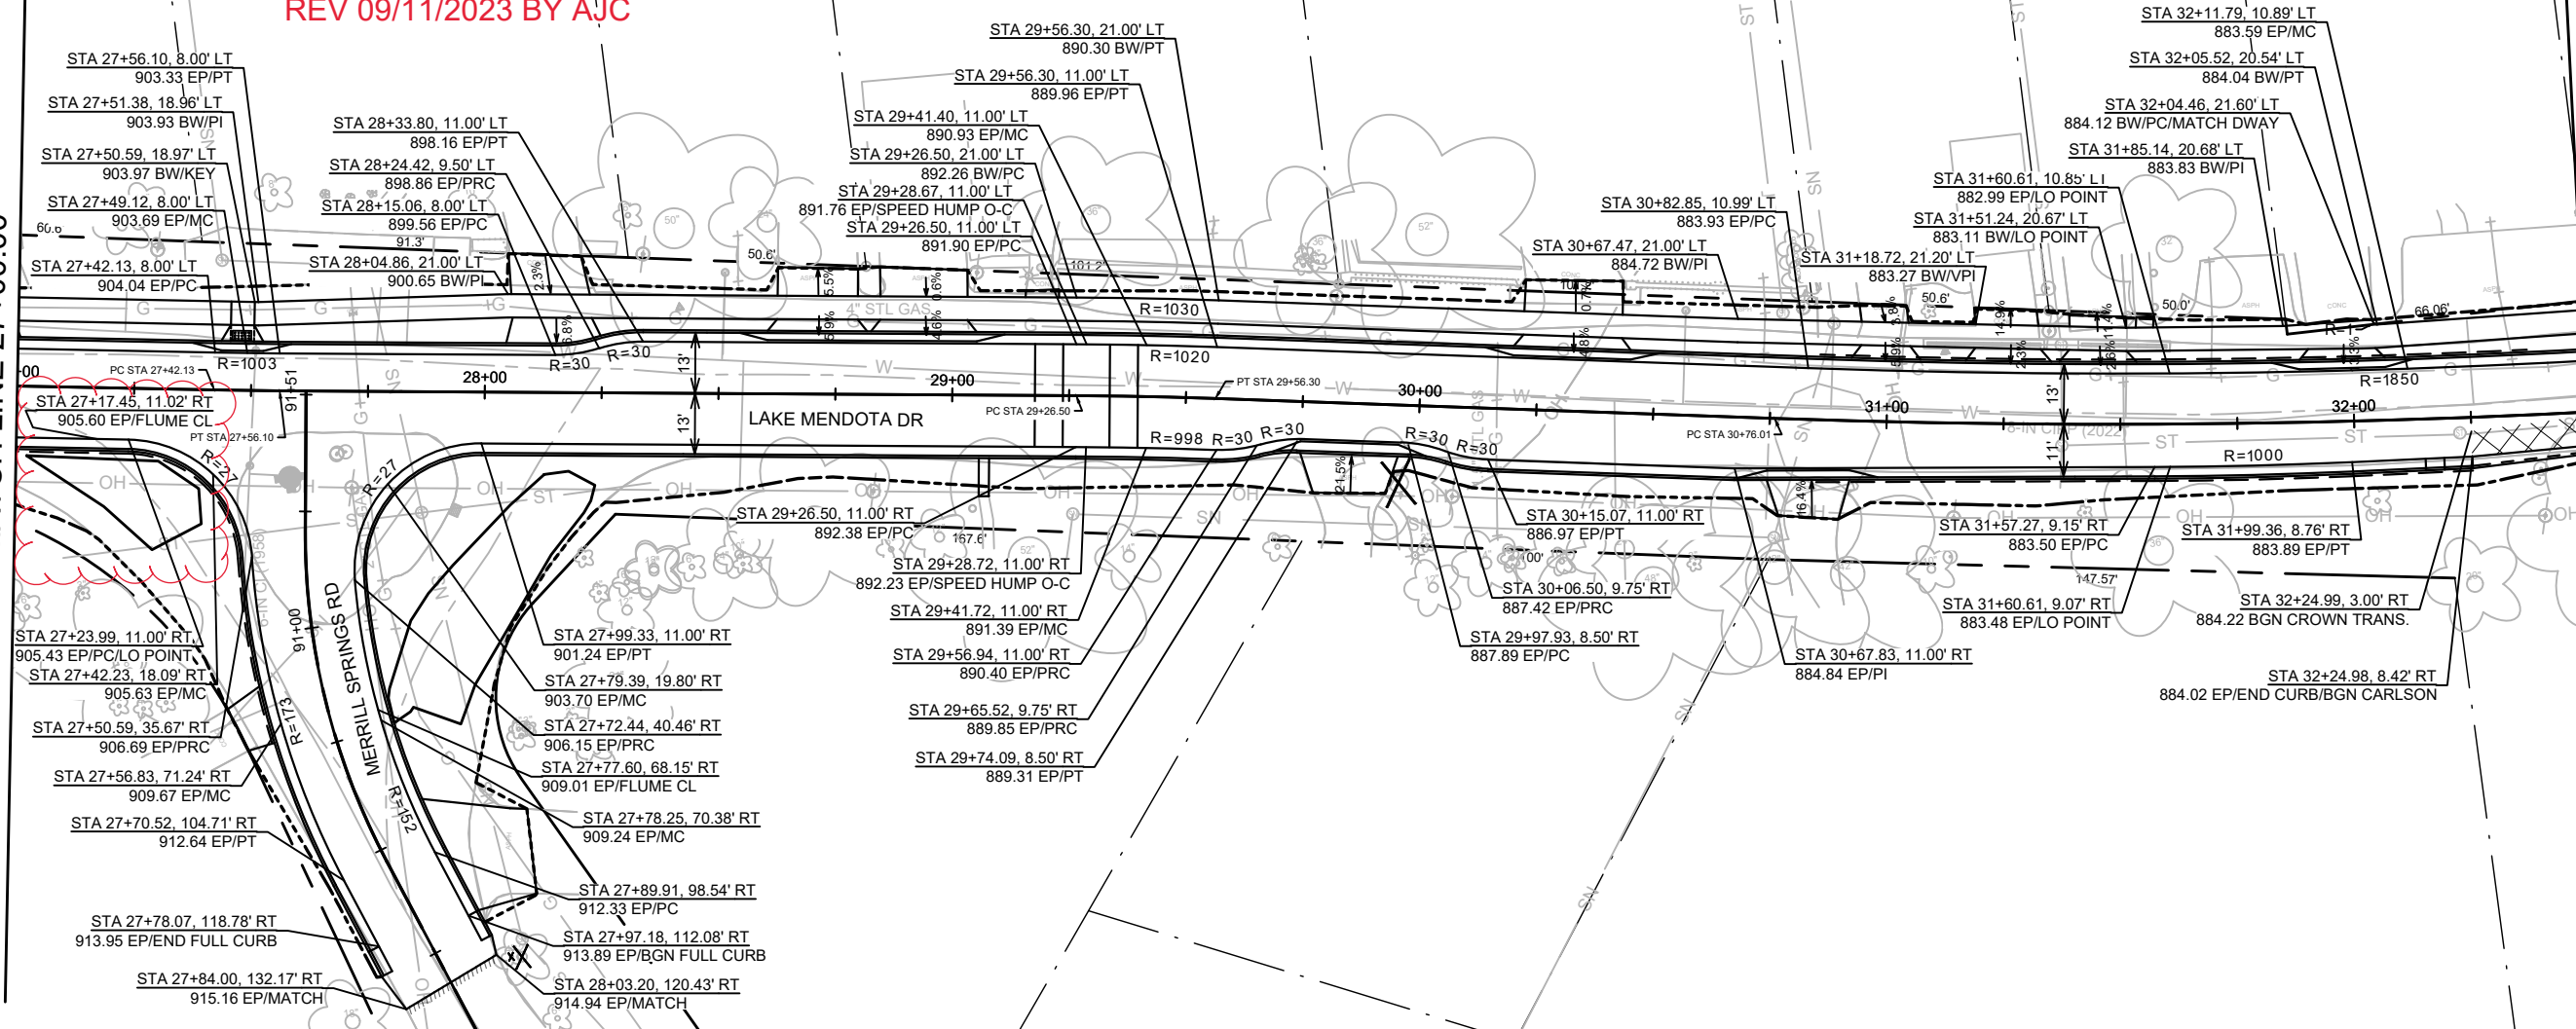 REV 09/11/2023 BY AJC
STA 27+56.10, 8.00' LT
903.33 EP/PT
STA 27+51.38, 18.96' LT
903.93 BW/PI
STA 27+50.59, 18.97' LT
903.97 BW/KEY
STA 27+49.12, 8.00' LT
903.69 EP/MC
STA 27+42.13, 8.00' LT
904.04 EP/PC
STA 28+33.80, 11.00' LT
898.16 EP/PT
STA 28+24.42, 9.50' LT
898.86 EP/PRC
STA 28+15.06, 8.00' LT
899.56 EP/PC
STA 28+04.86, 21.00' LT
900.65 BW/PI
STA 29+56.30, 21.00' LT
890.30 BW/PT
STA 29+56.30, 11.00' LT
889.96 EP/PT
STA 29+41.40, 11.00' LT
890.93 EP/MC
STA 29+26.50, 21.00' LT
892.26 BW/PC
STA 29+28.67, 11.00' LT
891.76 EP/SPEED HUMP O-C
STA 29+26.50, 11.00' LT
891.90 EP/PC
STA 30+82.85, 10.99' LT
883.93 EP/PC
STA 30+67.47, 21.00' LT
884.72 BW/PI
STA 32+11.79, 10.89' LT
883.59 EP/MC
STA 32+05.52, 20.54' LT
884.04 BW/PT
STA 32+04.46, 21.60' LT
884.12 BW/PC/MATCH DWAY
STA 31+85.14, 20.68' LT
883.83 BW/PI
STA 31+60.61, 10.85' LT
882.99 EP/LO POINT
STA 31+51.24, 20.67' LT
883.11 BW/LO POINT
STA 31+18.72, 21.20' LT
883.27 BW/VPI
91.3'
50.6'
50.6'
50.0'
66.06'
2.3%
6.8%
5.5%
5.9%
0.6%
4" STL GAS
R=1030
R=1003
R=30
R=30
R=1020
R=1850
PC STA 27+42.13
28+00
29+00
30+00
31+00
32+00
13'
13'
13'
11'
LAKE MENDOTA DR
PT STA 27+56.10
PC STA 29+26.50
PT STA 29+56.30
PC STA 30+76.01
91+51
91+00
MERRILL SPRINGS RD
R=27
R=27
R=173
R=152
R=998
R=30
R=30
R=30
R=30
R=1000
21.5%
16.4%
167.6'
147.57'
STA 27+17.45, 11.02' RT
905.60 EP/FLUME CL
STA 27+23.99, 11.00' RT
905.43 EP/PC/LO POINT
STA 27+42.23, 18.09' RT
905.63 EP/MC
STA 27+50.59, 35.67' RT
906.69 EP/PRC
STA 27+56.83, 71.24' RT
909.67 EP/MC
STA 27+70.52, 104.71' RT
912.64 EP/PT
STA 27+78.07, 118.78' RT
913.95 EP/END FULL CURB
STA 27+84.00, 132.17' RT
915.16 EP/MATCH
STA 27+99.33, 11.00' RT
901.24 EP/PT
STA 27+79.39, 19.80' RT
903.70 EP/MC
STA 27+72.44, 40.46' RT
906.15 EP/PRC
STA 27+77.60, 68.15' RT
909.01 EP/FLUME CL
STA 27+78.25, 70.38' RT
909.24 EP/MC
STA 27+89.91, 98.54' RT
912.33 EP/PC
STA 27+97.18, 112.08' RT
913.89 EP/BGN FULL CURB
STA 28+03.20, 120.43' RT
914.94 EP/MATCH
STA 29+26.50, 11.00' RT
892.38 EP/PC
STA 29+28.72, 11.00' RT
892.23 EP/SPEED HUMP O-C
STA 29+41.72, 11.00' RT
891.39 EP/MC
STA 29+56.94, 11.00' RT
890.40 EP/PRC
STA 29+65.52, 9.75' RT
889.85 EP/PRC
STA 29+74.09, 8.50' RT
889.31 EP/PT
STA 30+15.07, 11.00' RT
886.97 EP/PT
STA 30+06.50, 9.75' RT
887.42 EP/PRC
STA 29+97.93, 8.50' RT
887.89 EP/PC
STA 30+67.83, 11.00' RT
884.84 EP/PI
STA 31+57.27, 9.15' RT
883.50 EP/PC
STA 31+60.61, 9.07' RT
883.48 EP/LO POINT
STA 31+99.36, 8.76' RT
883.89 EP/PT
STA 32+24.99, 3.00' RT
884.22 BGN CROWN TRANS.
STA 32+24.98, 8.42' RT
884.02 EP/END CURB/BGN CARLSON